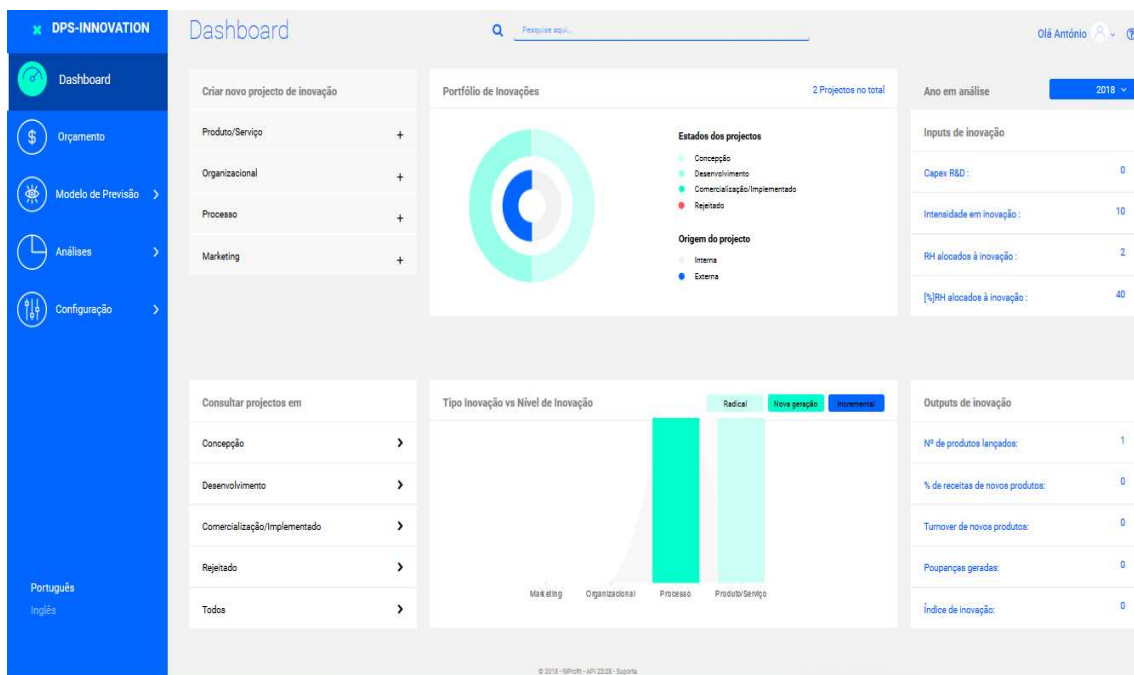 DPS-INNOVATION
Dashboard
Orçamento
Modelo de Previsão
Análises
Configuração
Português
Inglês
Dashboard
Pesquise aqui...
Olá António
Criar novo projecto de inovação
Produto/Serviço +
Organizacional +
Processo +
Marketing +
Portfólio de Inovações
2 Projectos no total
Estados dos projectos
Concepção
Desenvolvimento
Comercialização/Implementado
Rejeitado
Origem do projecto
Interna
Externa
Ano em análise
2018
Inputs de inovação
Capex R&D : 0
Intensidade em inovação : 10
RH alocados à inovação : 2
[%]RH alocados à inovação : 40
Consultar projectos em
Concepção
Desenvolvimento
Comercialização/Implementado
Rejeitado
Todos
Tipo Inovação vs Nível de Inovação
Radical
Nova geração
Incremental
Marketing Organizacional Processo Produto/Serviço
Outputs de inovação
Nº de produtos lançados: 1
% de receitas de novos produtos: 0
Turnover de novos produtos: 0
Poupanças geradas: 0
Índice de inovação: 0
© 2018 - - API 22:28 - Suporte